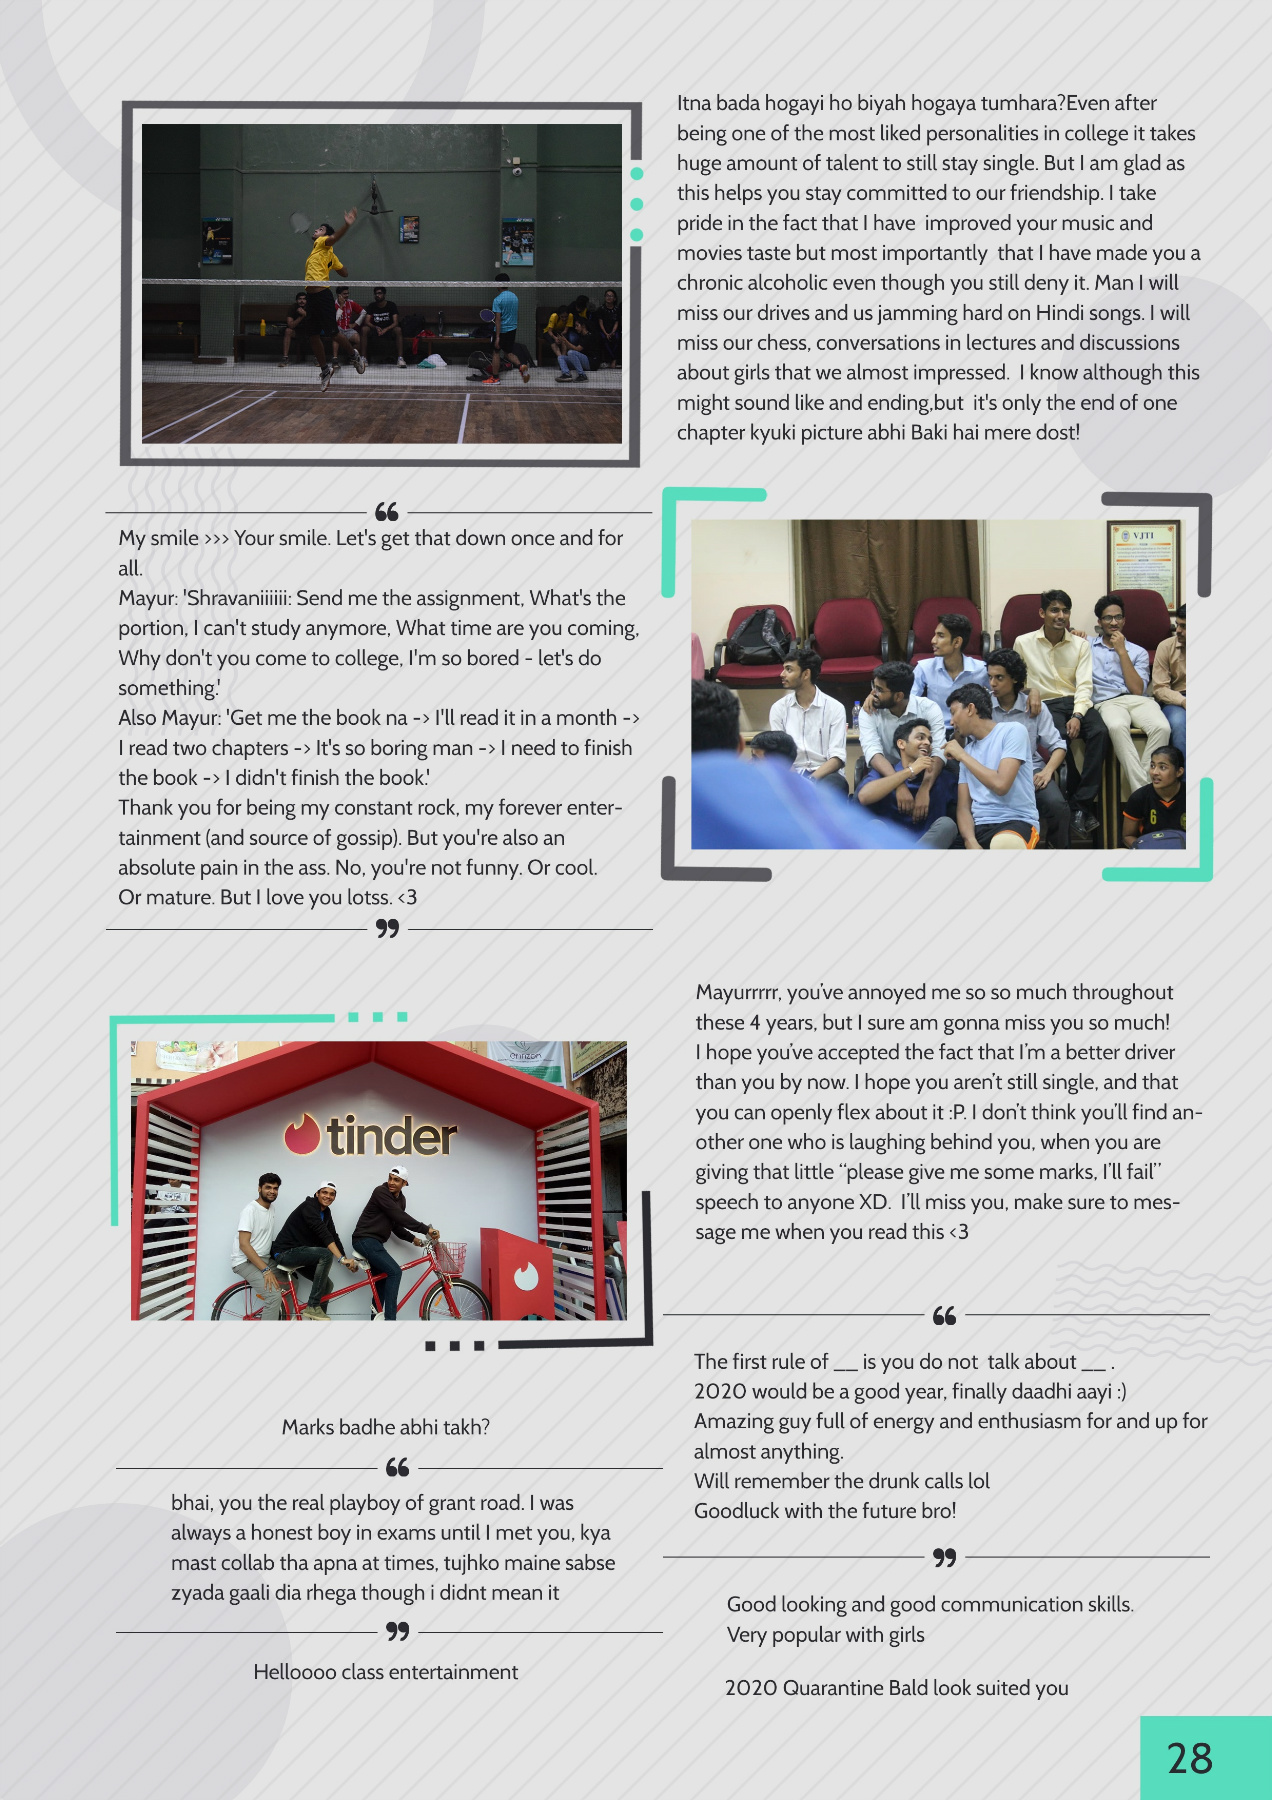 Itna bada hogayi ho biyah hogaya tumhara?Even after
being one of the most liked personalities in college it takes
huge amount of talent to still stay single. But I am glad as
this helps you stay committed to our friendship. I take
pride in the fact that I have  improved your music and
movies taste but most importantly  that I have made you a
chronic alcoholic even though you still deny it. Man I will
miss our drives and us jamming hard on Hindi songs. I will
miss our chess, conversations in lectures and discussions
about girls that we almost impressed.  I know although this
might sound like and ending,but  it's only the end of one
chapter kyuki picture abhi Baki hai mere dost!
“
My smile >>> Your smile. Let's get that down once and for
all.
Mayur: 'Shravaniiiiii: Send me the assignment, What's the
portion, I can't study anymore, What time are you coming,
Why don't you come to college, I'm so bored - let's do
something.'
Also Mayur: 'Get me the book na -> I'll read it in a month ->
I read two chapters -> It's so boring man -> I need to finish
the book -> I didn't finish the book.'
Thank you for being my constant rock, my forever enter-
tainment (and source of gossip). But you're also an
absolute pain in the ass. No, you're not funny. Or cool.
Or mature. But I love you lotss. <3
”
VJTI
6
Mayurrrrr, you've annoyed me so so much throughout
these 4 years, but I sure am gonna miss you so much!
I hope you've accepted the fact that I'm a better driver
than you by now. I hope you aren't still single, and that
you can openly flex about it :P. I don't think you'll find an-
other one who is laughing behind you, when you are
giving that little “please give me some marks, I'll fail”
speech to anyone XD.  I'll miss you, make sure to mes-
sage me when you read this <3
tinder
Marks badhe abhi takh?
“
bhai, you the real playboy of grant road. I was
always a honest boy in exams until I met you, kya
mast collab tha apna at times, tujhko maine sabse
zyada gaali dia rhega though i didnt mean it
”
Helloooo class entertainment
“
The first rule of __ is you do not  talk about __ .
2020 would be a good year, finally daadhi aayi :)
Amazing guy full of energy and enthusiasm for and up for
almost anything.
Will remember the drunk calls lol
Goodluck with the future bro!
”
Good looking and good communication skills.
Very popular with girls
2020 Quarantine Bald look suited you
28